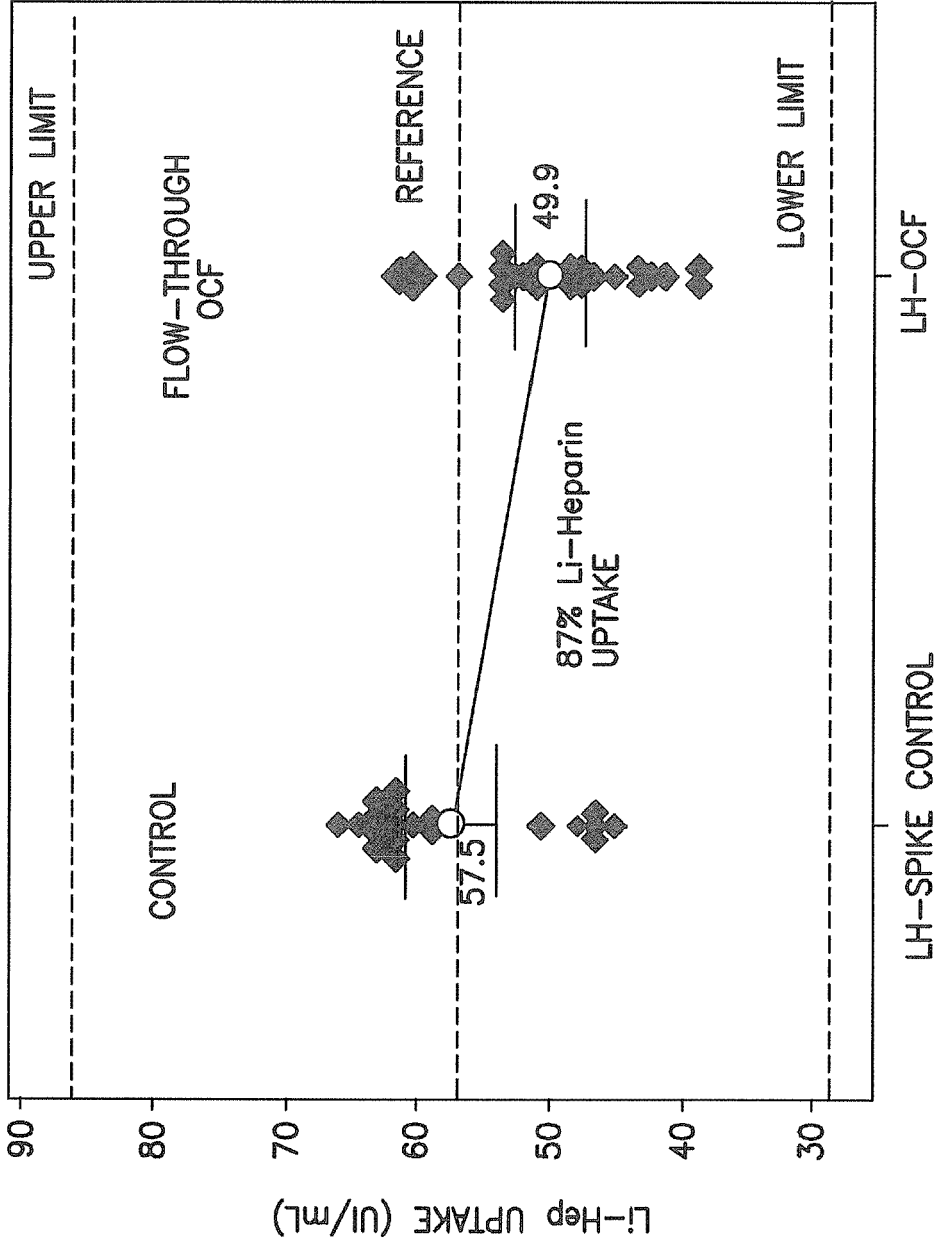 Li-Hep UPTAKE (UI/mL)
90
80
70
60
50
40
30
UPPER LIMIT
CONTROL
FLOW-THROUGH
OCF
REFERENCE
57.5
49.9
87% Li-Heparin
UPTAKE
LOWER LIMIT
LH-SPIKE CONTROL
LH-OCF